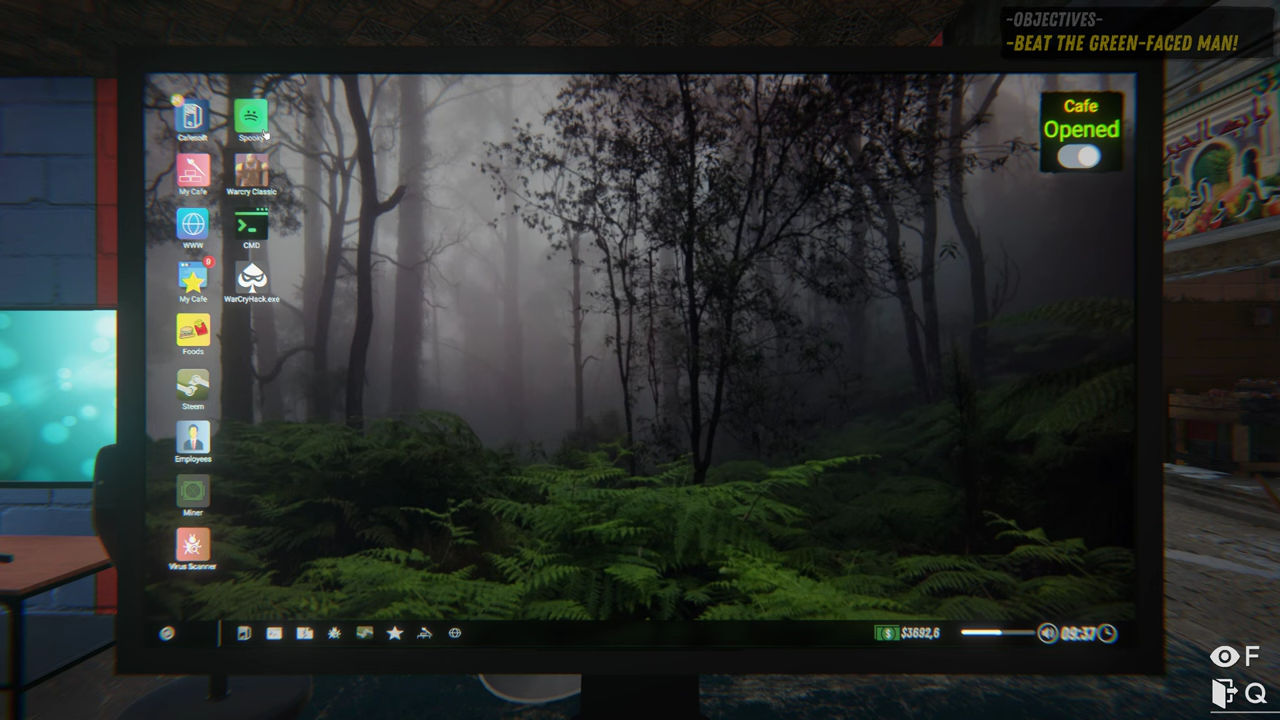 -OBJECTIVES-
-BEAT THE GREEN-FACED MAN!
Cafe
Opened
Cafesoft
Spooky
My Cafe
Warcry Classic
WWW
CMD
9
My Cafe
WarCryHack.exe
Foods
Steem
Employees
Miner
Virus Scanner
$3692,6
09:37
F
Q